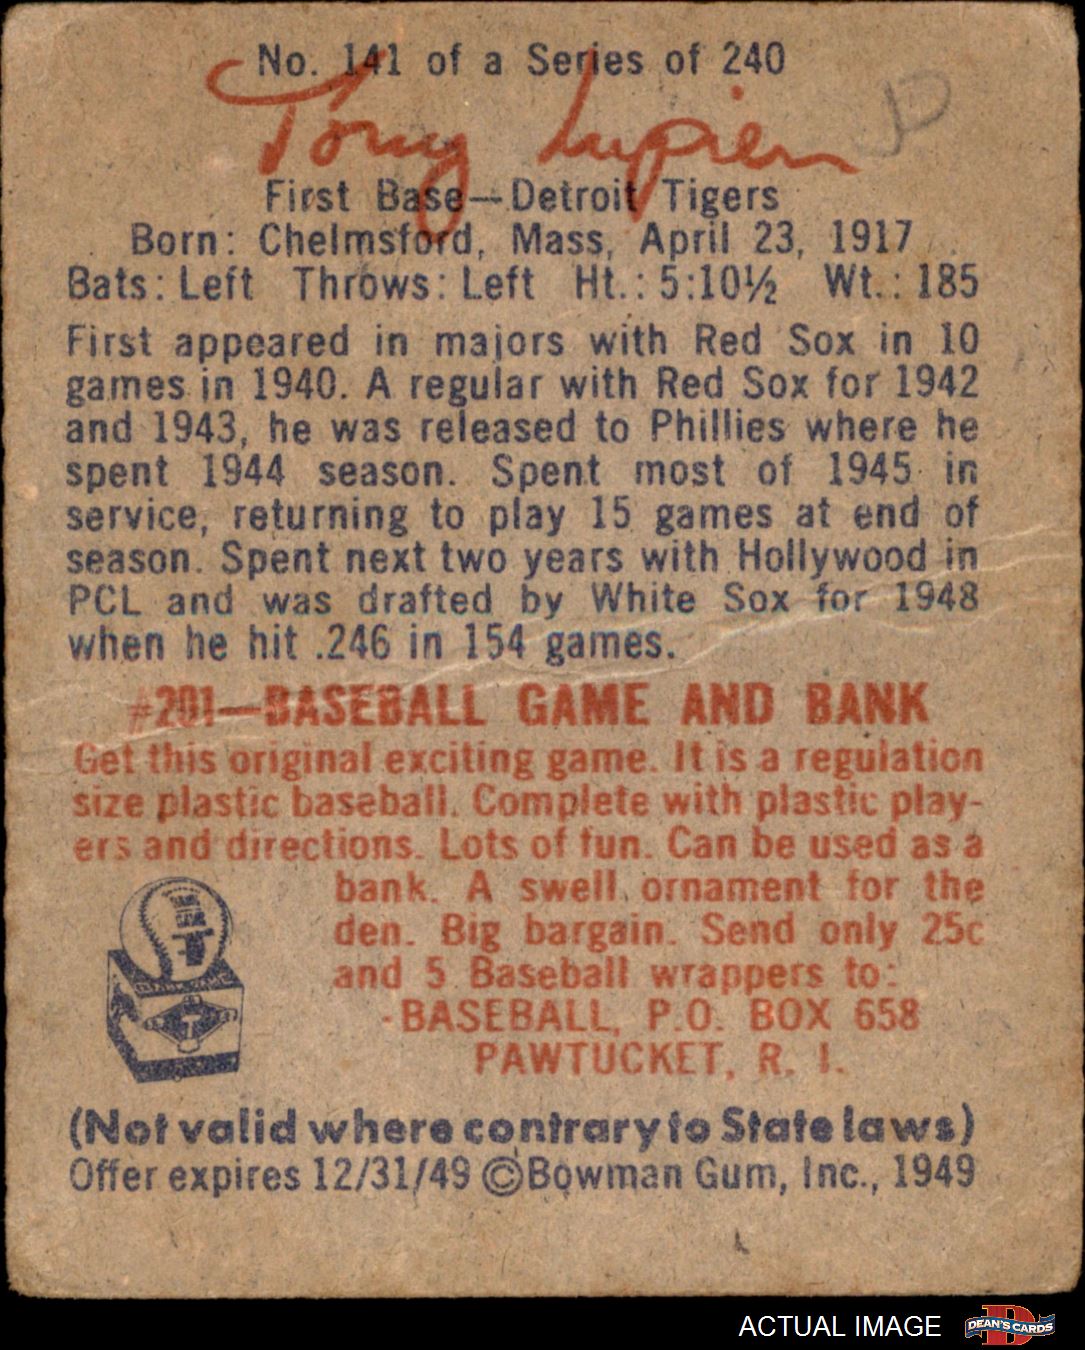 No. 141 of a Series of 240
Tony Lupien
First Base—Detroit Tigers
Born: Chelmsford, Mass, April 23, 1917
Bats: Left Throws: Left Ht.: 5:10½ Wt.: 185
First appeared in majors with Red Sox in 10
games in 1940. A regular with Red Sox for 1942
and 1943, he was released to Phillies where he
spent 1944 season. Spent most of 1945 in
service, returning to play 15 games at end of
season. Spent next two years with Hollywood in
PCL and was drafted by White Sox for 1948
when he hit .246 in 154 games.
#201—BASEBALL GAME AND BANK
Get this original exciting game. It is a regulation
size plastic baseball. Complete with plastic play-
ers and directions. Lots of fun. Can be used as a
bank. A swell ornament for the
den. Big bargain. Send only 25c
and 5 Baseball wrappers to:
BASEBALL, P.O. BOX 658
PAWTUCKET, R. I.
(Not valid where contrary to State laws)
Offer expires 12/31/49 ©Bowman Gum, Inc., 1949
ACTUAL IMAGE DEAN'S CARDS